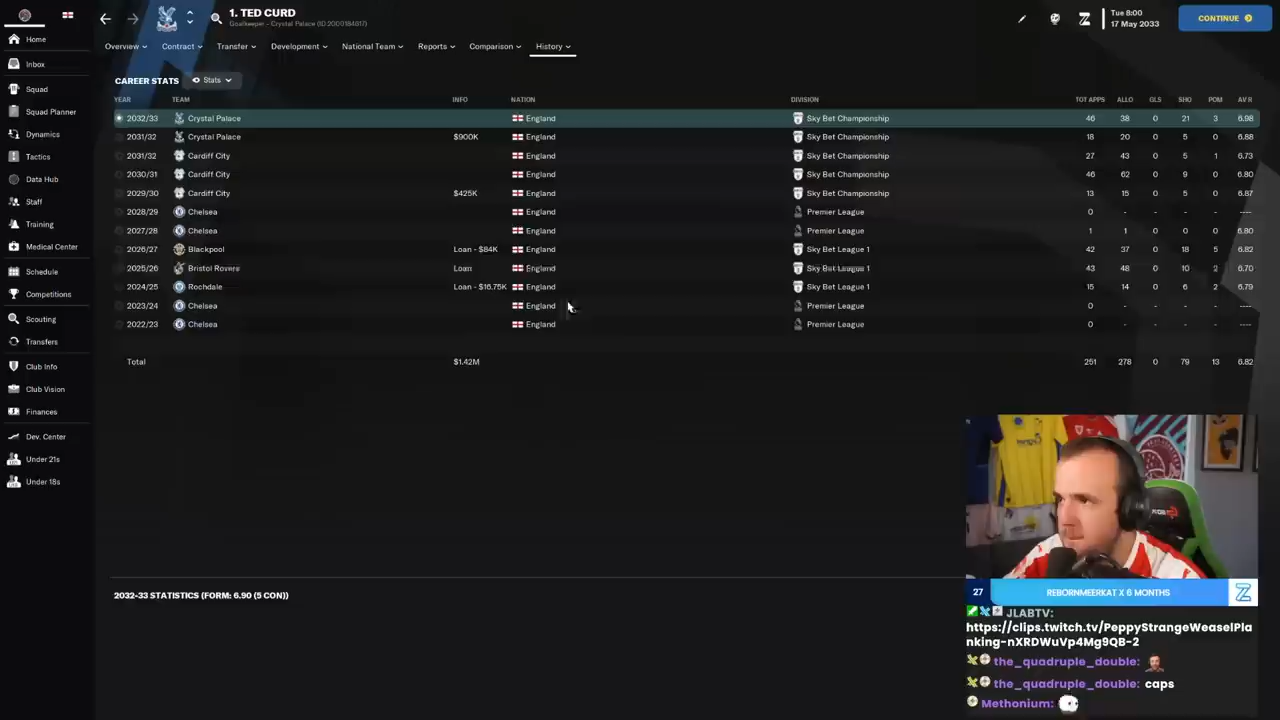 1. TED CURD
Goalkeeper - Crystal Palace (ID:2000184517)
Tue 8:00
17 May 2033
CONTINUE
Home
Inbox
Squad
Squad Planner
Dynamics
Tactics
Data Hub
Staff
Training
Medical Center
Schedule
Competitions
Scouting
Transfers
Club Info
Club Vision
Finances
Dev. Center
Under 21s
Under 18s
Overview Contract Transfer Development National Team Reports Comparison History
CAREER STATS Stats
YEAR TEAM INFO NATION DIVISION TOT APPS ALLO GLS SHO POM AV R
2032/33 Crystal Palace England Sky Bet Championship 46 38 0 21 3 6.98
2031/32 Crystal Palace $900K England Sky Bet Championship 18 20 0 5 0 6.88
2031/32 Cardiff City England Sky Bet Championship 27 43 0 5 1 6.73
2030/31 Cardiff City England Sky Bet Championship 46 62 0 9 0 6.80
2029/30 Cardiff City $425K England Sky Bet Championship 13 15 0 5 0 6.87
2028/29 Chelsea England Premier League 0 - - - - ----
2027/28 Chelsea England Premier League 1 1 0 0 0 6.80
2026/27 Blackpool Loan - $84K England Sky Bet League 1 42 37 0 18 5 6.82
2025/26 Bristol Rovers Loan England Sky Bet League 1 43 48 0 10 2 6.70
2024/25 Rochdale Loan - $16.75K England Sky Bet League 1 15 14 0 6 2 6.79
2023/24 Chelsea England Premier League 0 - - - - ----
2022/23 Chelsea England Premier League 0 - - - - ----
Total $1.42M 251 278 0 79 13 6.82
2032-33 STATISTICS (FORM: 6.90 (5 CON))
27 REBORNMEERKAT X 6 MONTHS
JLABTV:
https://clips.twitch.tv/PeppyStrangeWeaselPla
nking-nXRDWuVp4Mg9QB-2
the_quadruple_double:
the_quadruple_double: caps
Methonium: